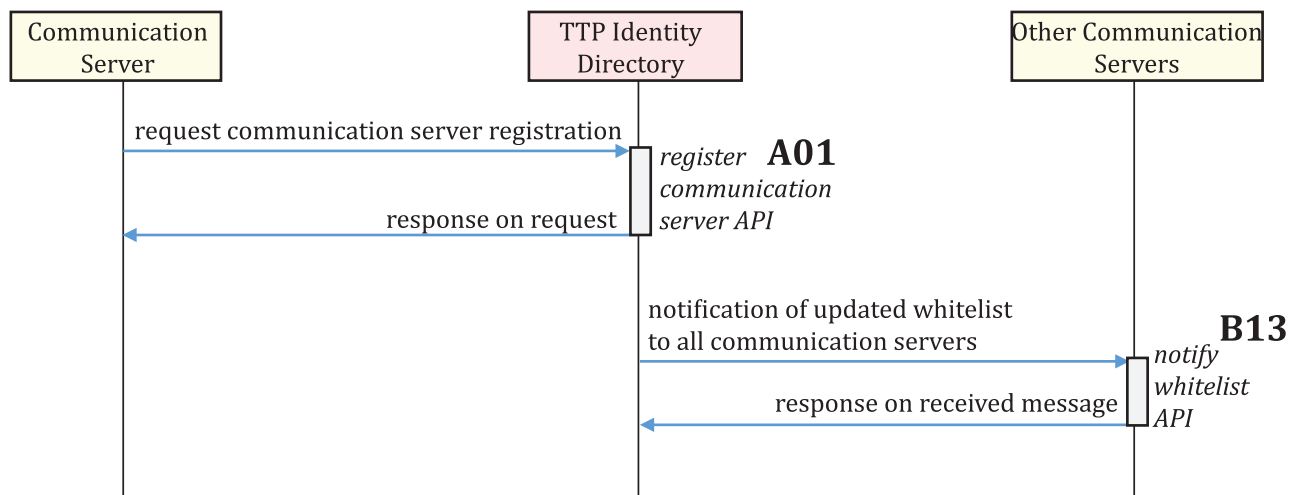 Communication
Server
TTP Identity
Directory
Other Communication
Servers
request communication server registration
register A01
communication
server API
response on request
notification of updated whitelist
to all communication servers
B13
notify
whitelist
API
response on received message